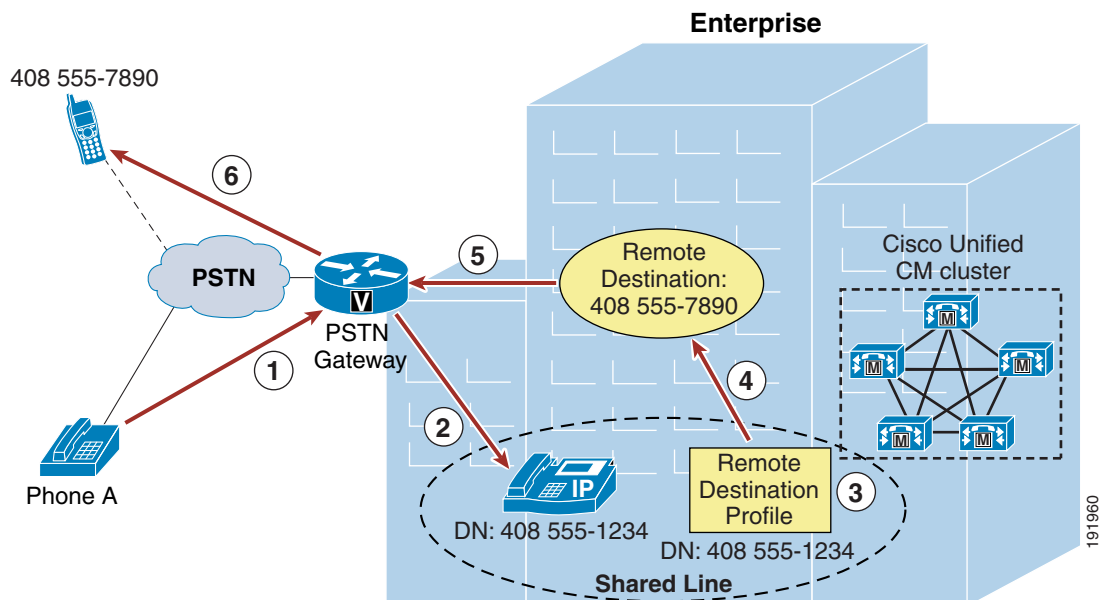 Enterprise
408 555-7890
6
5
Remote
Destination:
408 555-7890
Cisco Unified
CM cluster
M
M
M
M
M
PSTN
V
PSTN
Gateway
1
4
2
IP
Remote
Destination
Profile
3
Phone A
DN: 408 555-1234
DN: 408 555-1234
Shared Line
191960